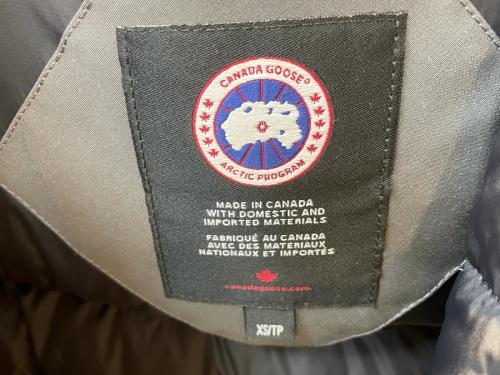 CANADA GOOSE®
ARCTIC PROGRAM
MADE IN CANADA
WITH DOMESTIC AND
IMPORTED MATERIALS
FABRIQUÉ AU CANADA
AVEC DES MATERIAUX
NATIONAUX ET IMPORTÉS
canadagoose.com
XS/TP